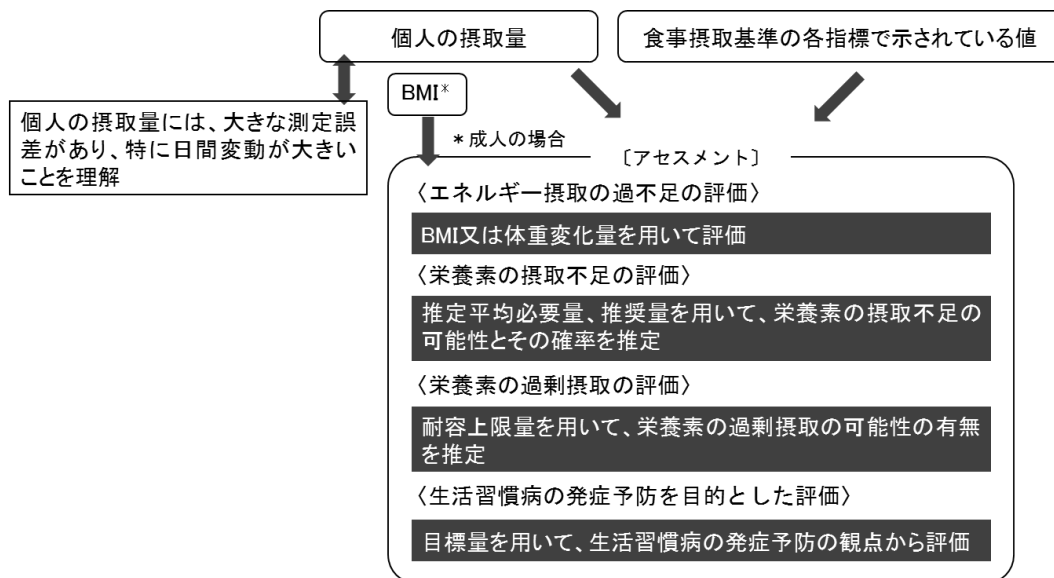 個人の摂取量
食事摂取基準の各指標で示されている値
BMI*
個人の摂取量には、大きな測定誤
差があり、特に日間変動が大きい
ことを理解
*成人の場合
〔アセスメント〕
〈エネルギー摂取の過不足の評価〉
BMI又は体重変化量を用いて評価
〈栄養素の摂取不足の評価〉
推定平均必要量、推奨量を用いて、栄養素の摂取不足の
可能性とその確率を推定
〈栄養素の過剰摂取の評価〉
耐容上限量を用いて、栄養素の過剰摂取の可能性の有無
を推定
〈生活習慣病の発症予防を目的とした評価〉
目標量を用いて、生活習慣病の発症予防の観点から評価